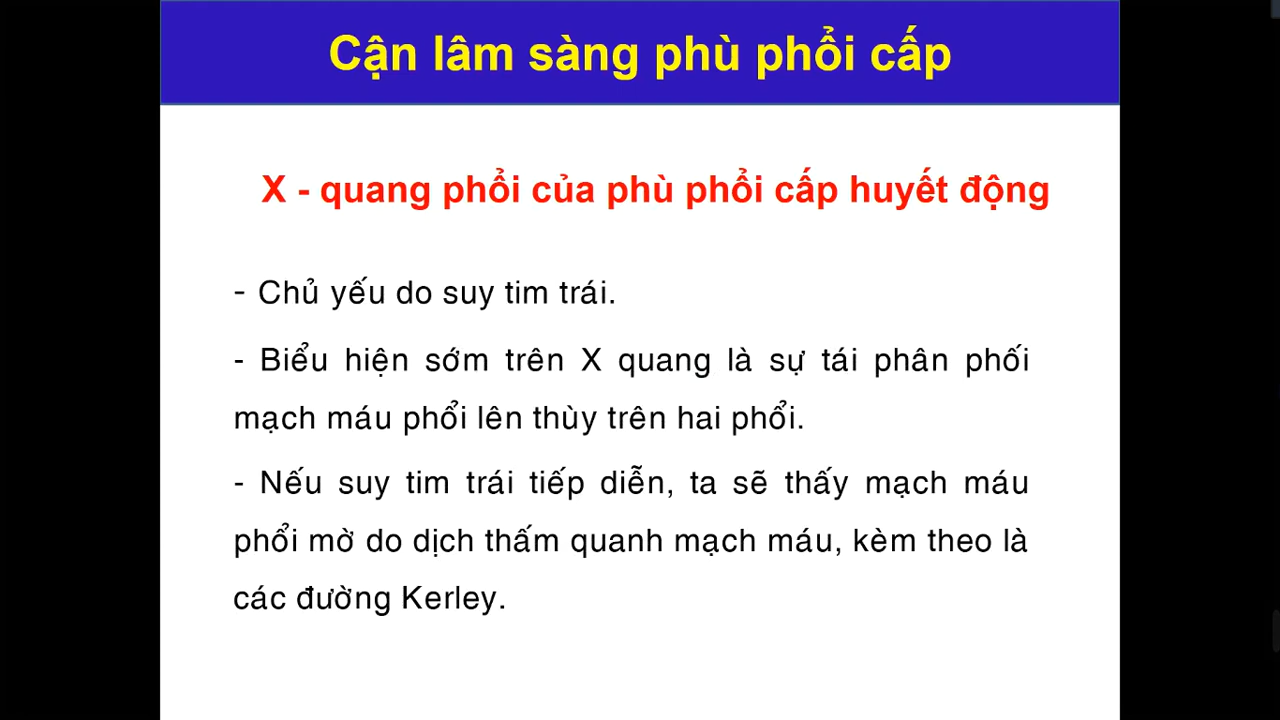 Cận lâm sàng phù phổi cấp
X - quang phổi của phù phổi cấp huyết động
- Chủ yếu do suy tim trái.
- Biểu hiện sớm trên X quang là sự tái phân phối
mạch máu phổi lên thùy trên hai phổi.
- Nếu suy tim trái tiếp diễn, ta sẽ thấy mạch máu
phổi mờ do dịch thấm quanh mạch máu, kèm theo là
các đường Kerley.